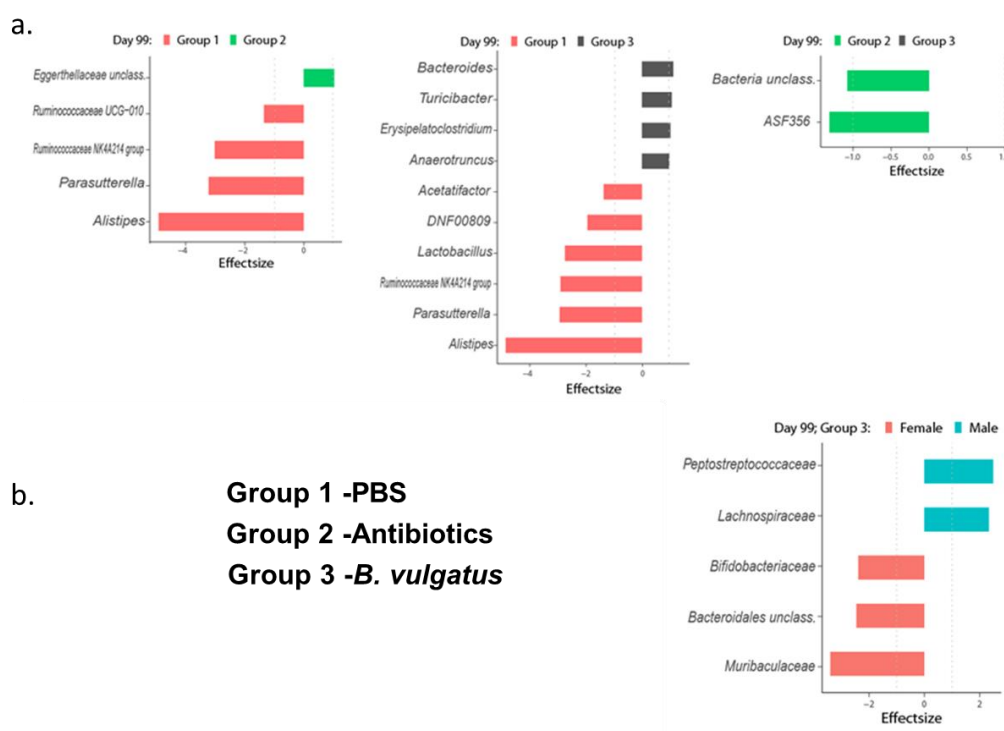 a.
Day 99: Group 1 Group 2
Eggerthellaceae unclass.
Ruminococcaceae UCG-010
Ruminococcaceae NK4A214 group
Parasutterella
Alistipes
−4 −2 0
Effectsize
Day 99: Group 1 Group 3
Bacteroides
Turicibacter
Erysipelatoclostridium
Anaerotruncus
Acetatifactor
DNF00809
Lactobacillus
Ruminococcaceae NK4A214 group
Parasutterella
Alistipes
−4 −2 0
Effectsize
Day 99: Group 2 Group 3
Bacteria unclass.
ASF356
−1.0 −0.5 0.0 0.5 1.
Effectsize
b.
Group 1 -PBS
Group 2 -Antibiotics
Group 3 -B. vulgatus
Day 99; Group 3: Female Male
Peptostreptococcaceae
Lachnospiraceae
Bifidobacteriaceae
Bacteroidales unclass.
Muribaculaceae
−2 0 2
Effectsize